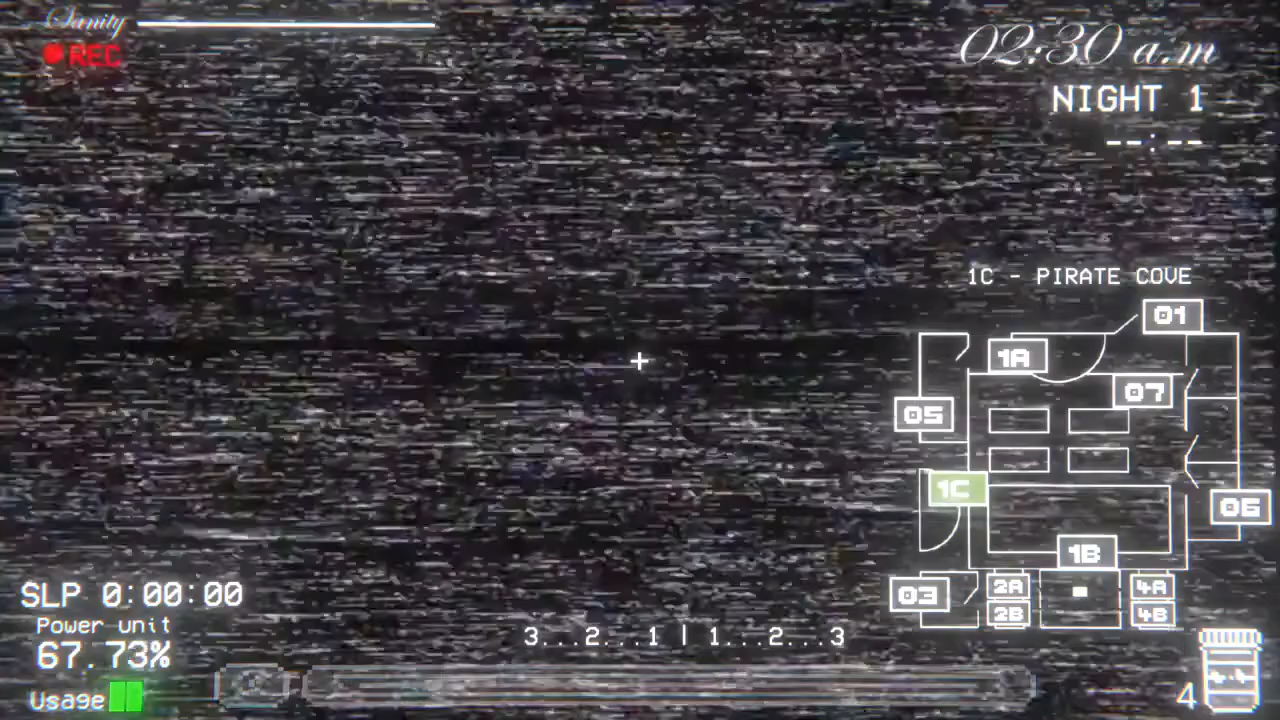 Sanity
REC
02:30 a.m
NIGHT 1
--:--
1C - PIRATE COVE
01
1A
07
05
1C
06
1B
03
2A
4A
2B
4B
SLP 0:00:00
Power unit
67.73%
Usage
3...2...1 | 1...2...3
4